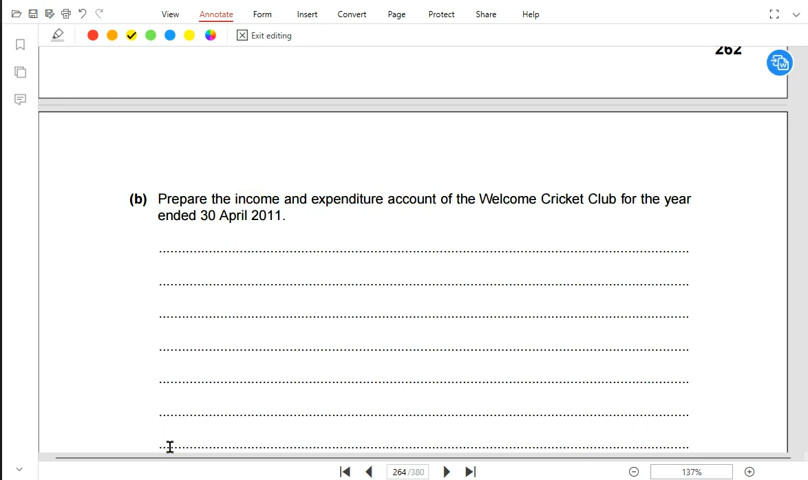 View Annotate Form Insert Convert Page Protect Share Help
Exit editing
262
(b) Prepare the income and expenditure account of the Welcome Cricket Club for the year
ended 30 April 2011.
264 /380
137%